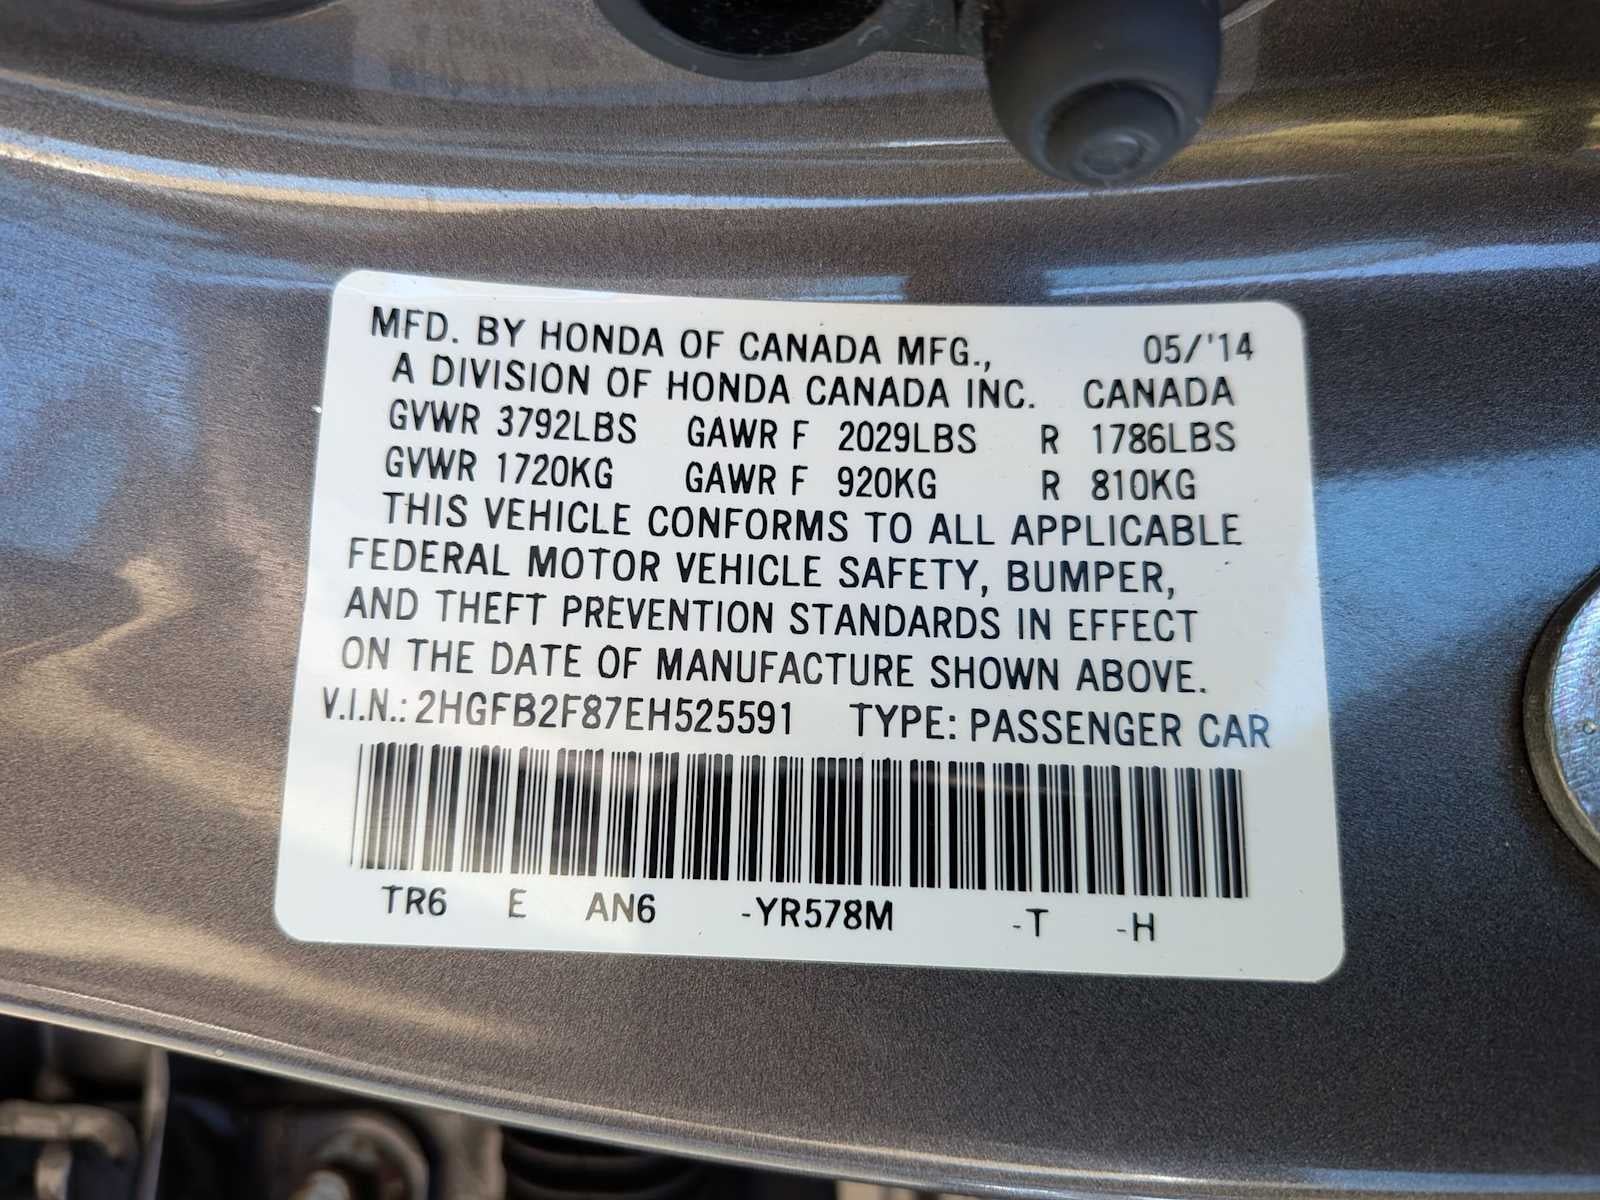 MFD. BY HONDA OF CANADA MFG., 05/'14
A DIVISION OF HONDA CANADA INC. CANADA
GVWR 3792LBS GAWR F 2029LBS R 1786LBS
GVWR 1720KG GAWR F 920KG R 810KG
THIS VEHICLE CONFORMS TO ALL APPLICABLE
FEDERAL MOTOR VEHICLE SAFETY, BUMPER,
AND THEFT PREVENTION STANDARDS IN EFFECT
ON THE DATE OF MANUFACTURE SHOWN ABOVE.
V.I.N.: 2HGFB2F87EH525591 TYPE: PASSENGER CAR
TR6 E AN6 -YR578M -T -H